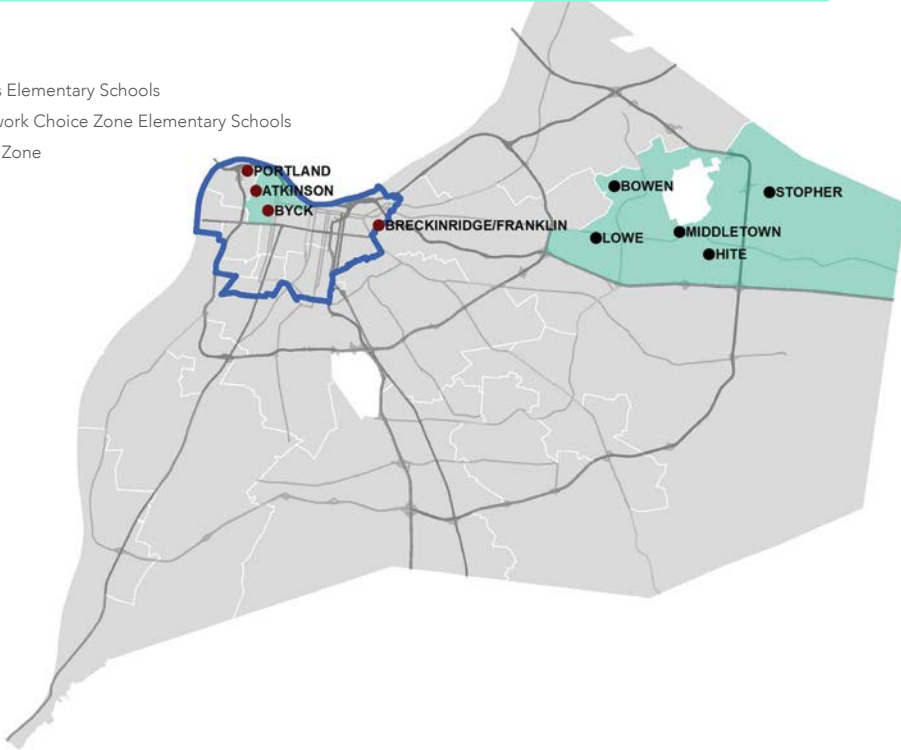 s Elementary Schools
work Choice Zone Elementary Schools
Zone
PORTLAND
ATKINSON
BYCK
BRECKINRIDGE/FRANKLIN
BOWEN
STOPHER
LOWE
MIDDLETOWN
HITE